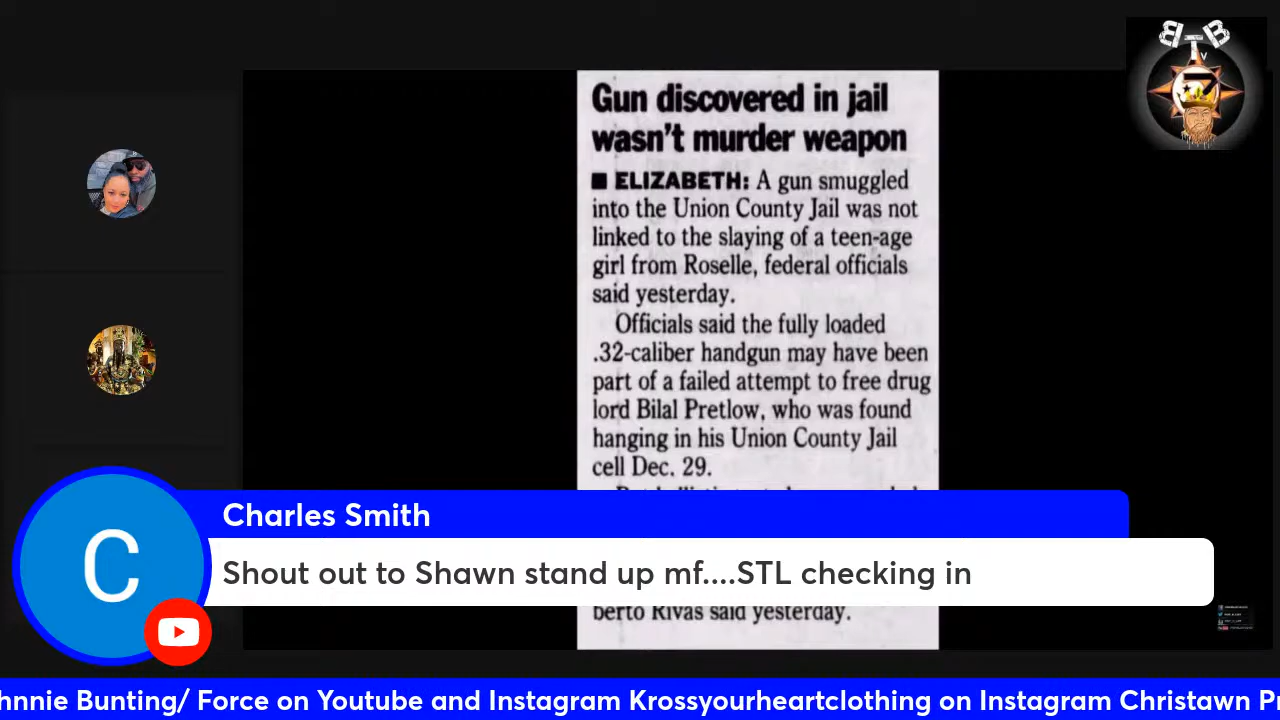 BTB
TV
Gun discovered in jail
wasn't murder weapon
■ ELIZABETH: A gun smuggled
into the Union County Jail was not
linked to the slaying of a teen-age
girl from Roselle, federal officials
said yesterday.
Officials said the fully loaded
.32-caliber handgun may have been
part of a failed attempt to free drug
lord Bilal Pretlow, who was found
hanging in his Union County Jail
cell Dec. 29.
Charles Smith
C
Shout out to Shawn stand up mf....STL checking in
berto Rivas said yesterday.
hnnie Bunting/ Force on Youtube and Instagram Krossyourheartclothing on Instagram Christawn P